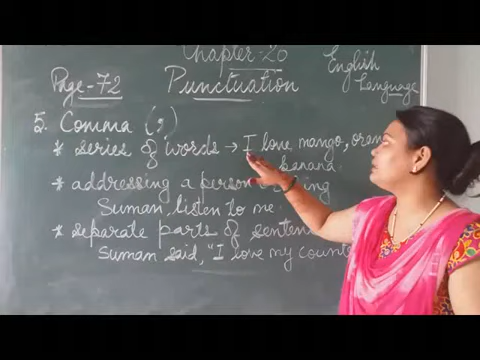 Chapter-20
English
Language
Page-72
Punctuation
5. Comma (,)
* series of words → I love mango, oran
banana
* addressing a person
Suman, listen to me.
* separate parts of senten
Suman said, "I love my count